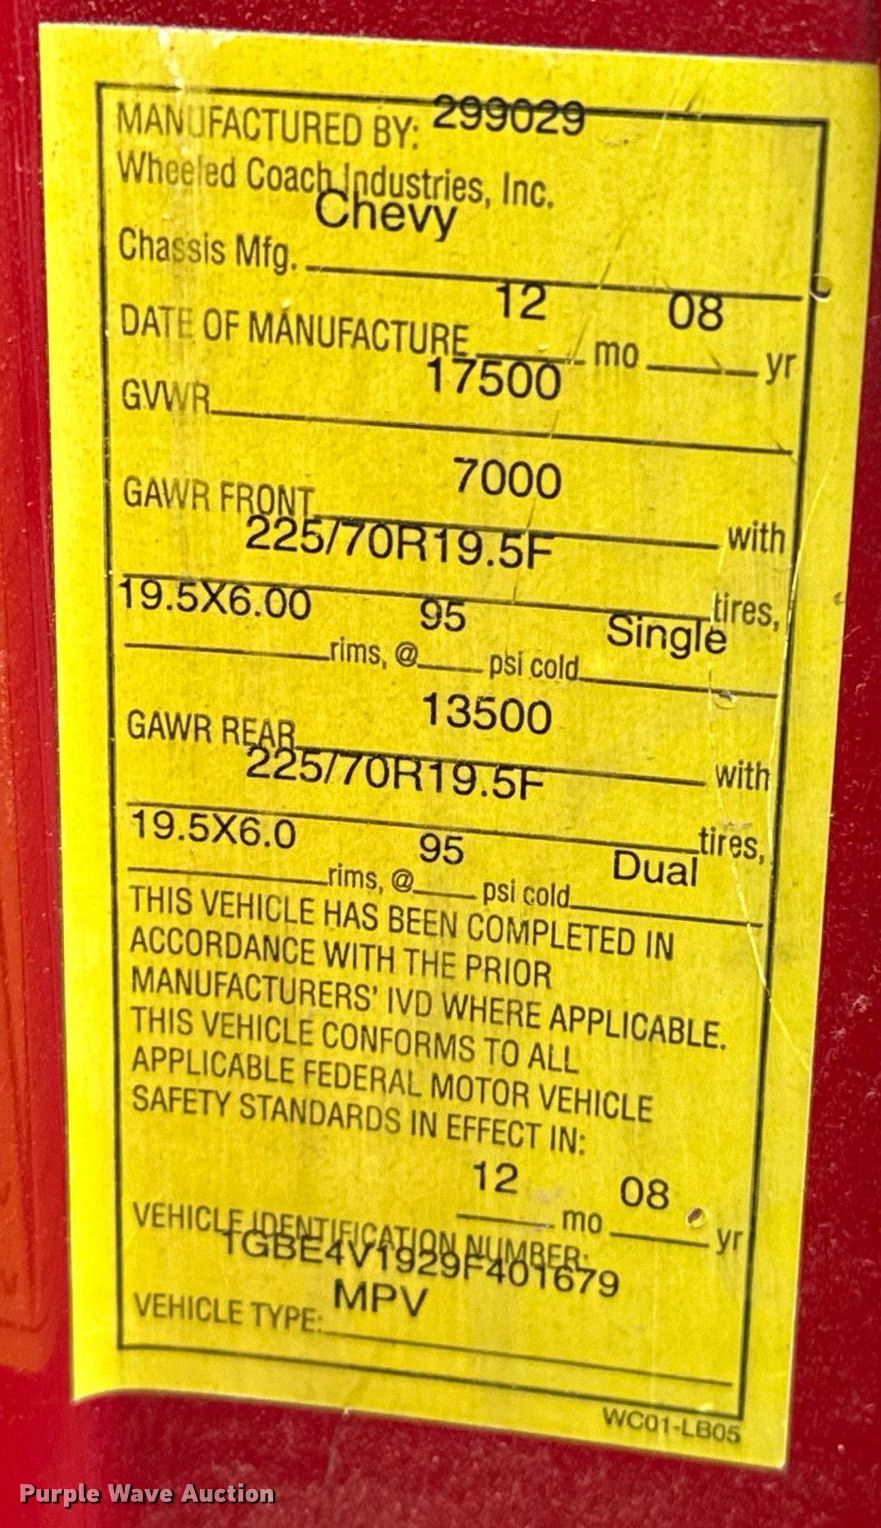 MANUFACTURED BY: 299029
Wheeled Coach Industries, Inc.
Chassis Mfg. Chevy
DATE OF MANUFACTURE 12 mo 08 yr
GVWR 17500
GAWR FRONT 7000 with
225/70R19.5F tires,
19.5X6.00 rims, @ 95 psi cold Single
GAWR REAR 13500 with
225/70R19.5F tires,
19.5X6.0 rims, @ 95 psi cold Dual
THIS VEHICLE HAS BEEN COMPLETED IN
ACCORDANCE WITH THE PRIOR
MANUFACTURERS' IVD WHERE APPLICABLE.
THIS VEHICLE CONFORMS TO ALL
APPLICABLE FEDERAL MOTOR VEHICLE
SAFETY STANDARDS IN EFFECT IN:
12 mo 08 yr
VEHICLE IDENTIFICATION NUMBER:
1GBE4V1929F401679
VEHICLE TYPE: MPV
WC01-LB05
Purple Wave Auction